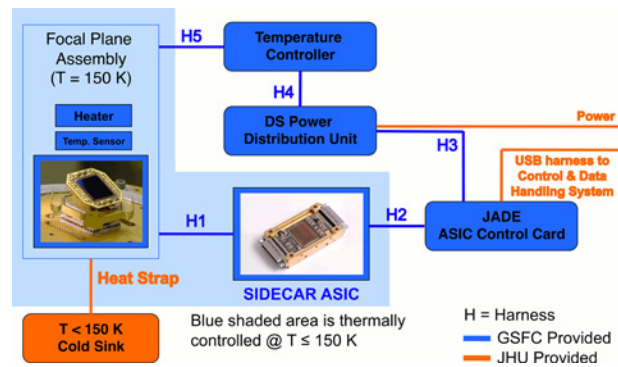 Focal Plane
Assembly
(T = 150 K)
H5
Temperature
Controller
H4
Heater
Temp. Sensor
DS Power
Distribution Unit
Power
H3
USB harness to
Control & Data
Handling System
H1
H2
JADE
ASIC Control Card
Heat Strap
SIDECAR ASIC
T < 150 K
Cold Sink
Blue shaded area is thermally
controlled @ T ≤ 150 K
H = Harness
GSFC Provided
JHU Provided